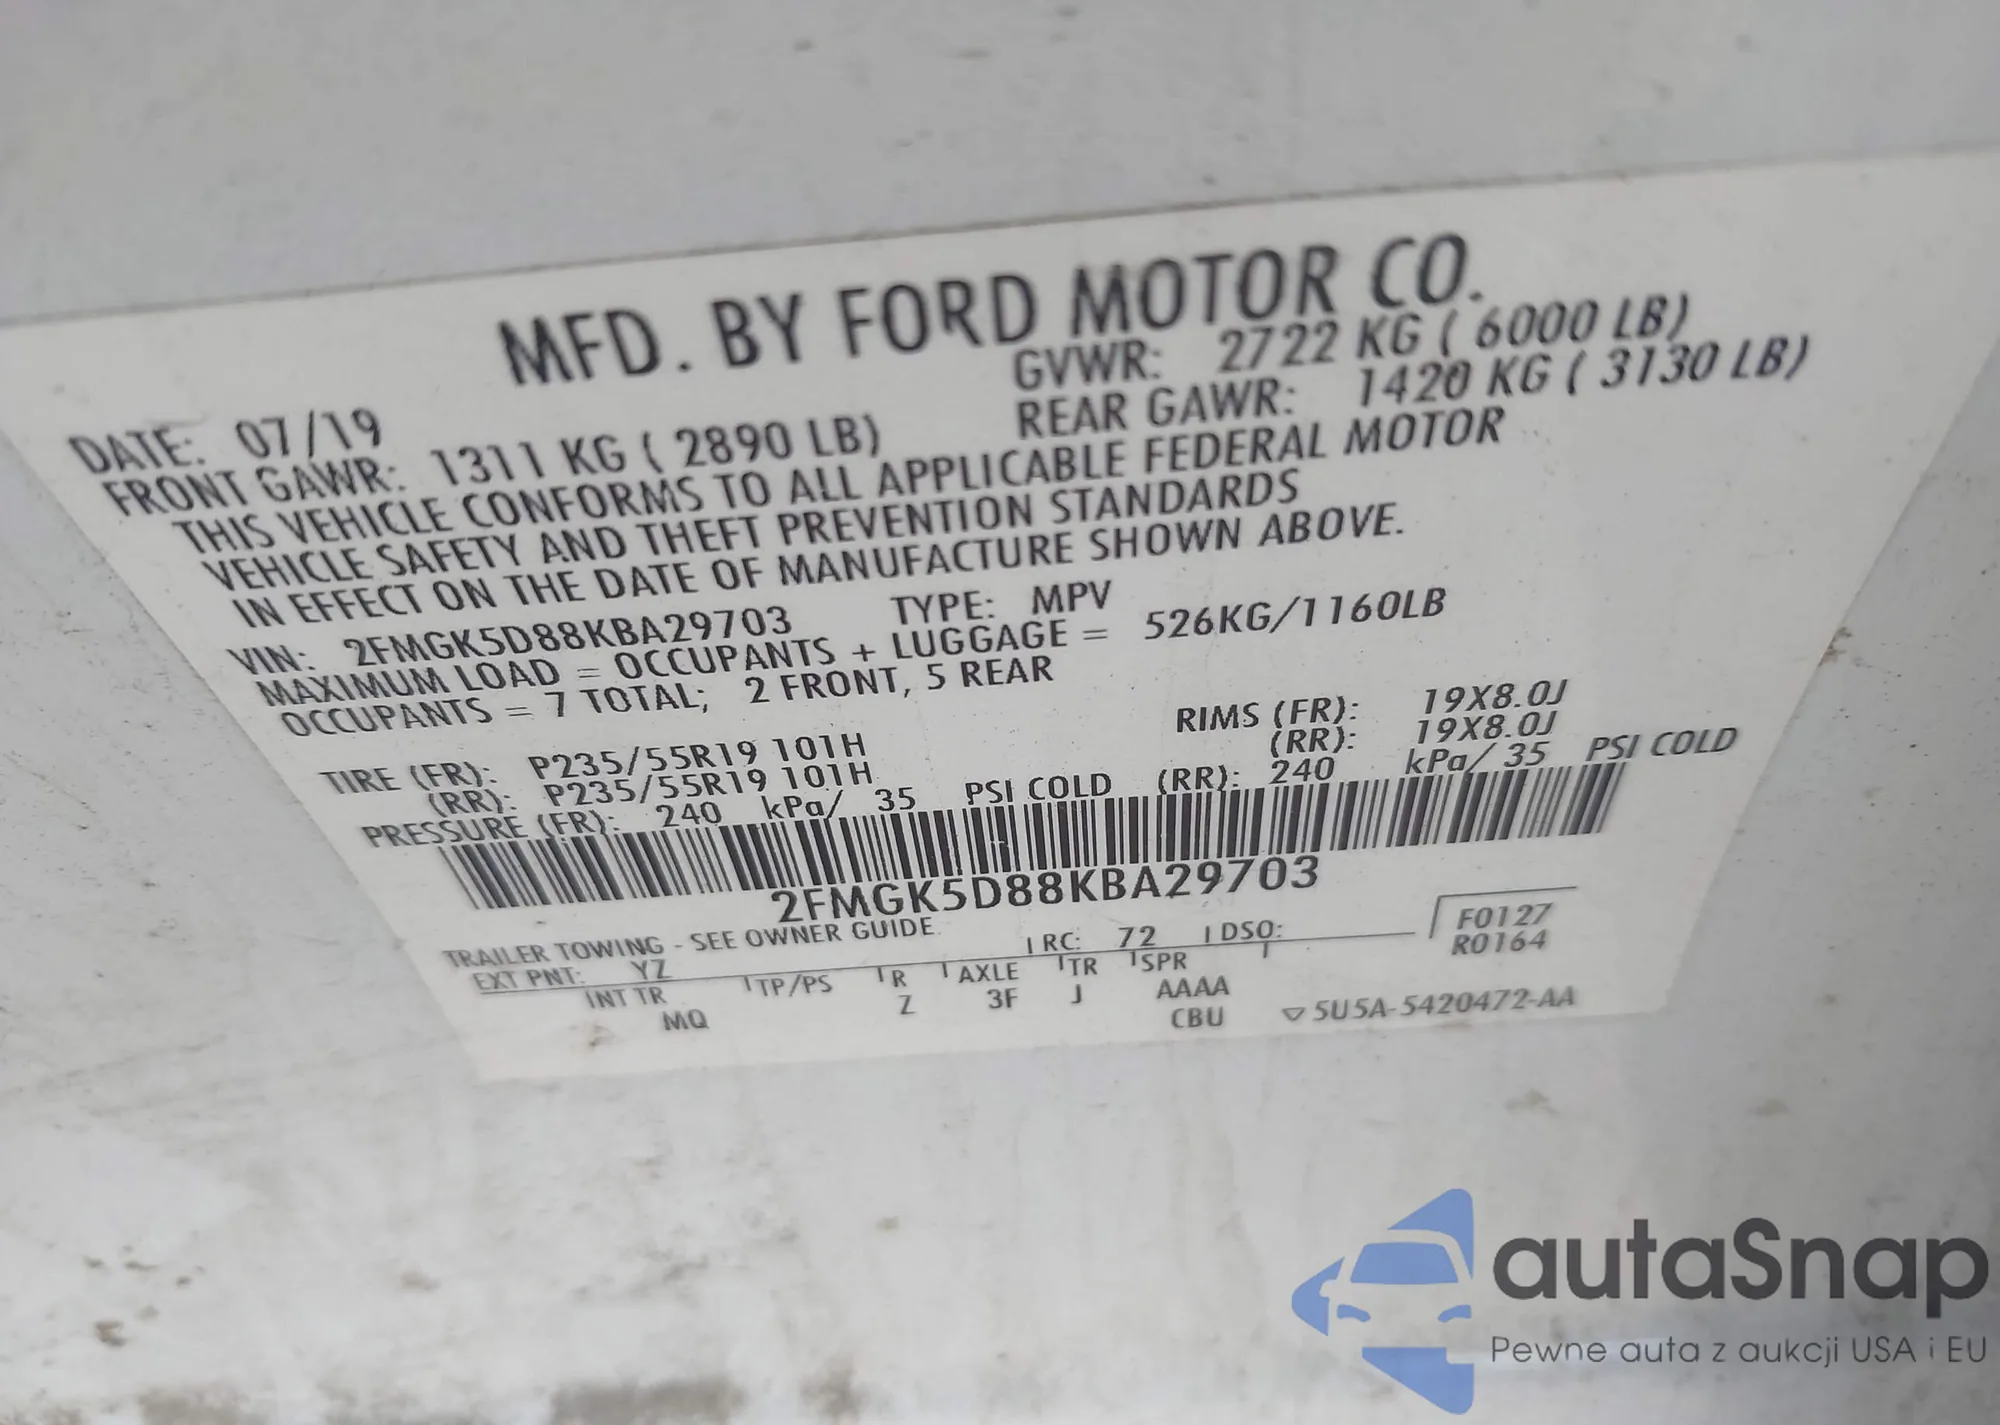 MFD. BY FORD MOTOR CO.
DATE: 07/19 GVWR: 2722 KG ( 6000 LB)
FRONT GAWR: 1311 KG ( 2890 LB) REAR GAWR: 1420 KG ( 3130 LB)
THIS VEHICLE CONFORMS TO ALL APPLICABLE FEDERAL MOTOR
VEHICLE SAFETY AND THEFT PREVENTION STANDARDS
IN EFFECT ON THE DATE OF MANUFACTURE SHOWN ABOVE.
VIN: 2FMGK5D88KBA29703 TYPE: MPV
MAXIMUM LOAD = OCCUPANTS + LUGGAGE = 526KG/1160LB
OCCUPANTS = 7 TOTAL; 2 FRONT, 5 REAR
TIRE (FR): P235/55R19 101H RIMS (FR): 19X8.0J
(RR): P235/55R19 101H (RR): 19X8.0J
PRESSURE (FR): 240 kPa/ 35 PSI COLD (RR): 240 kPa/ 35 PSI COLD
2FMGK5D88KBA29703
TRAILER TOWING - SEE OWNER GUIDE.
F0127
R0164
EXT PNT: YZ RC: 72 DSO:
INT TR TP/PS R AXLE TR SPR
MQ Z 3F J AAAA
CBU ▽ 5U5A-5420472-AA
autaSnap
Pewne auta z aukcji USA i EU